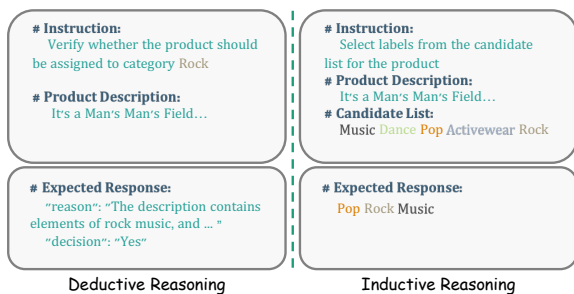 # Instruction:
Verify whether the product should
be assigned to category Rock
# Product Description:
It's a Man's Man's Field...
# Expected Response:
"reason": "The description contains
elements of rock music, and ... "
"decision": "Yes"
Deductive Reasoning
# Instruction:
Select labels from the candidate
list for the product
# Product Description:
It's a Man's Man's Field...
# Candidate List:
Music Dance Pop Activewear Rock
# Expected Response:
Pop Rock Music
Inductive Reasoning